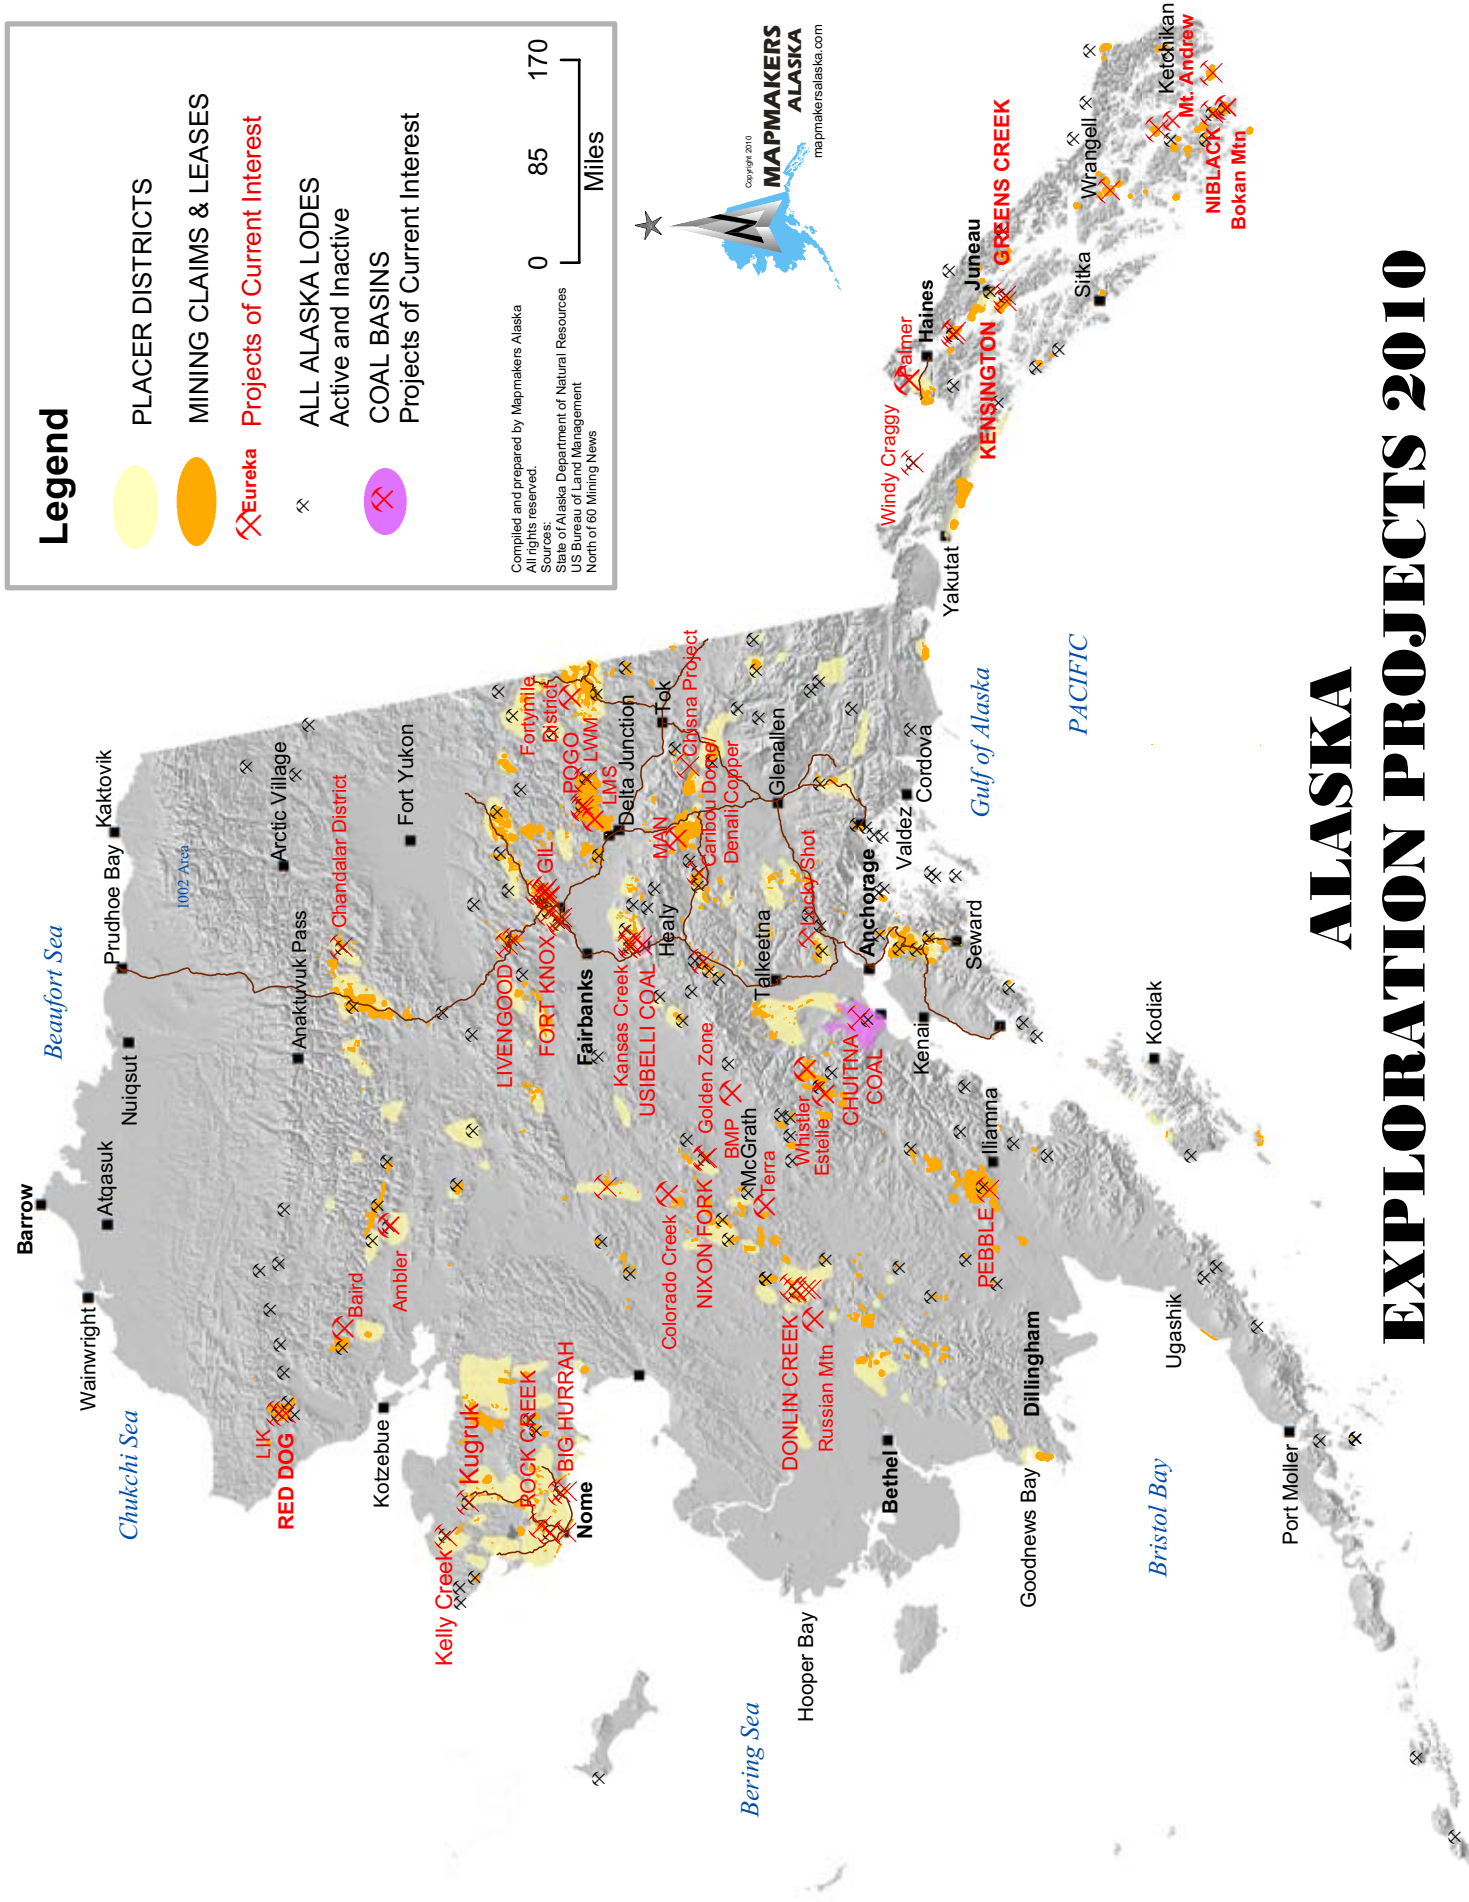 Legend
PLACER DISTRICTS
MINING CLAIMS & LEASES
Eureka
Projects of Current Interest
ALL ALASKA LODES
Active and Inactive
COAL BASINS
Projects of Current Interest
0 85 170
Miles
Compiled and prepared by Mapmakers Alaska
All rights reserved.
Sources:
State of Alaska Department of Natural Resources
US Bureau of Land Management
North of 60 Mining News
N
Copyright 2010
MAPMAKERS
ALASKA
mapmakersalaska.com
Beaufort Sea
Chukchi Sea
Barrow
Wainwright
Atqasuk
Nuiqsut
Prudhoe Bay
Kaktovik
1002 Area
Anaktuvuk Pass
Arctic Village
Chandalar District
Fort Yukon
LIK
RED DOG
Baird
Ambler
Kotzebue
Kelly Creek
Kugruk
ROCK CREEK
BIG HURRAH
Nome
LIVENGOOD
FORT KNOX
GIL
Fairbanks
Fortymile
District
POGO
LWM
LMS
Delta Junction
Tok
Chisna Project
MAN
Caribou Dome/
Denali Copper
Kansas Creek
USIBELLI COAL
Healy
Golden Zone
Colorado Creek
NIXON FORK
BMP
McGrath
Terra
Talkeetna
Glenallen
Lucky Shot
Whistler
Estelle
DONLIN CREEK
Russian Mtn
CHUITNA
COAL
Anchorage
Valdez
Cordova
Kenai
Seward
Iliamna
PEBBLE
Bethel
Hooper Bay
Dillingham
Goodnews Bay
Bering Sea
Bristol Bay
Ugashik
Port Moller
Kodiak
Gulf of Alaska
PACIFIC
Yakutat
Windy Craggy
Palmer
Haines
KENSINGTON
Juneau
GREENS CREEK
Sitka
Wrangell
Ketchikan
Mt. Andrew
NIBLACK
Bokan Mtn
ALASKA
EXPLORATION PROJECTS 2010